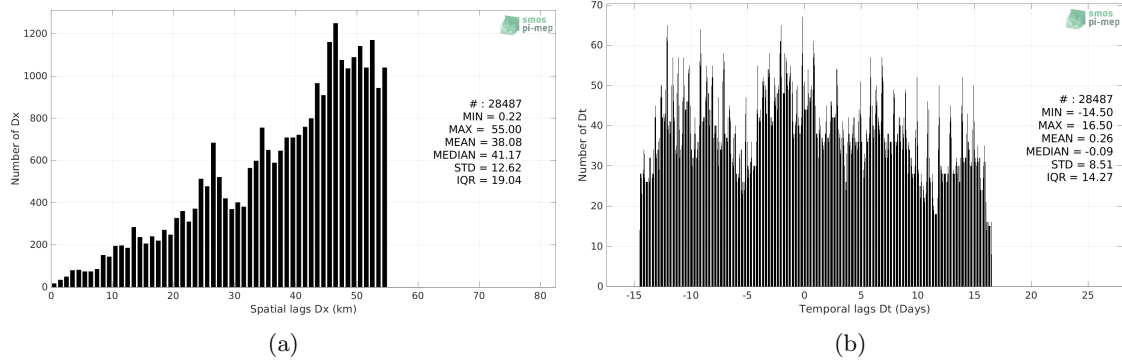 smos
pi-mep
1200
1000
800
600
400
200
0
Number of Dx
# : 28487
MIN = 0.22
MAX = 55.00
MEAN = 38.08
MEDIAN = 41.17
STD = 12.62
IQR = 19.04
0 10 20 30 40 50 60 70 80
Spatial lags Dx (km)
(a)
smos
pi-mep
70
60
50
40
30
20
10
0
Number of Dt
# : 28487
MIN = -14.50
MAX = 16.50
MEAN = 0.26
MEDIAN = -0.09
STD = 8.51
IQR = 14.27
-15 -10 -5 0 5 10 15 20 25
Temporal lags Dt (Days)
(b)